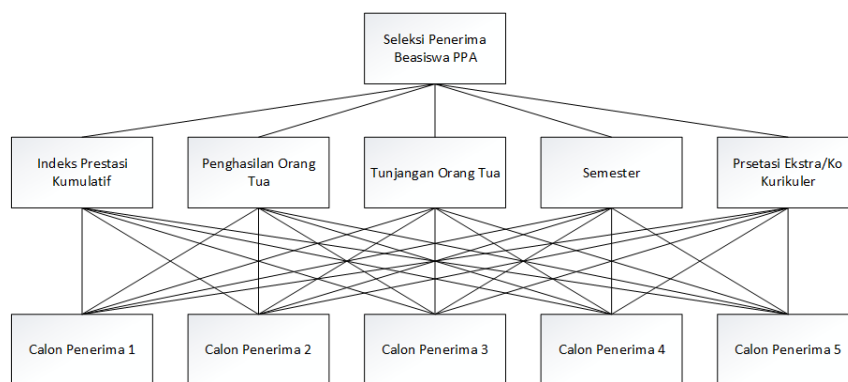 Seleksi Penerima
Beasiswa PPA
Indeks Prestasi
Kumulatif
Penghasilan Orang
Tua
Tunjangan Orang Tua
Semester
Prsetasi Ekstra/Ko
Kurikuler
Calon Penerima 1
Calon Penerima 2
Calon Penerima 3
Calon Penerima 4
Calon Penerima 5